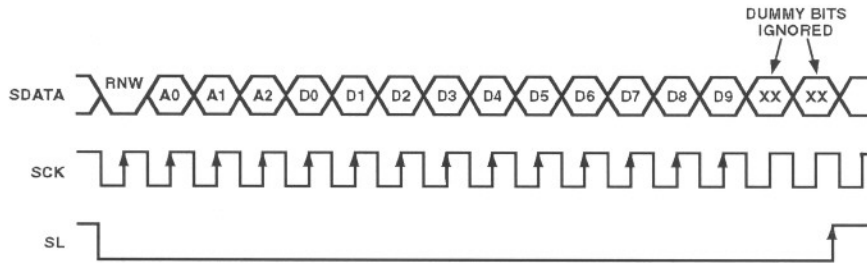 DUMMY BITS
IGNORED
SDATA RNW A0 A1 A2 D0 D1 D2 D3 D4 D5 D6 D7 D8 D9 XX XX
SCK
SL